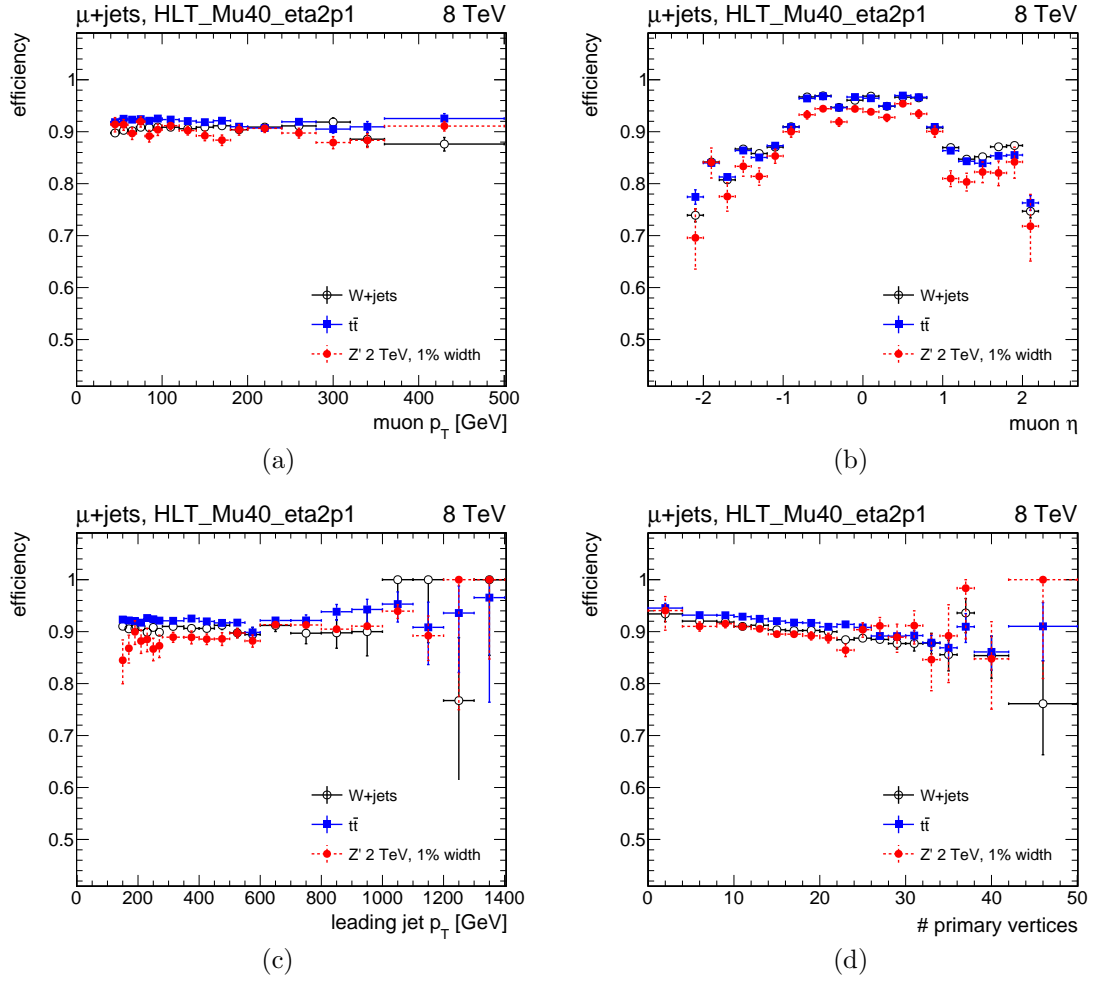 μ+jets, HLT_Mu40_eta2p1 8 TeV
efficiency
1
0.9
0.8
0.7
0.6
0.5
W+jets
tt̄
Z' 2 TeV, 1% width
0 100 200 300 400 500
muon p_T [GeV]
(a)
μ+jets, HLT_Mu40_eta2p1 8 TeV
efficiency
1
0.9
0.8
0.7
0.6
0.5
W+jets
tt̄
Z' 2 TeV, 1% width
-2 -1 0 1 2
muon η
(b)
μ+jets, HLT_Mu40_eta2p1 8 TeV
efficiency
1
0.9
0.8
0.7
0.6
0.5
W+jets
tt̄
Z' 2 TeV, 1% width
0 200 400 600 800 1000 1200 1400
leading jet p_T [GeV]
(c)
μ+jets, HLT_Mu40_eta2p1 8 TeV
efficiency
1
0.9
0.8
0.7
0.6
0.5
W+jets
tt̄
Z' 2 TeV, 1% width
0 10 20 30 40 50
# primary vertices
(d)